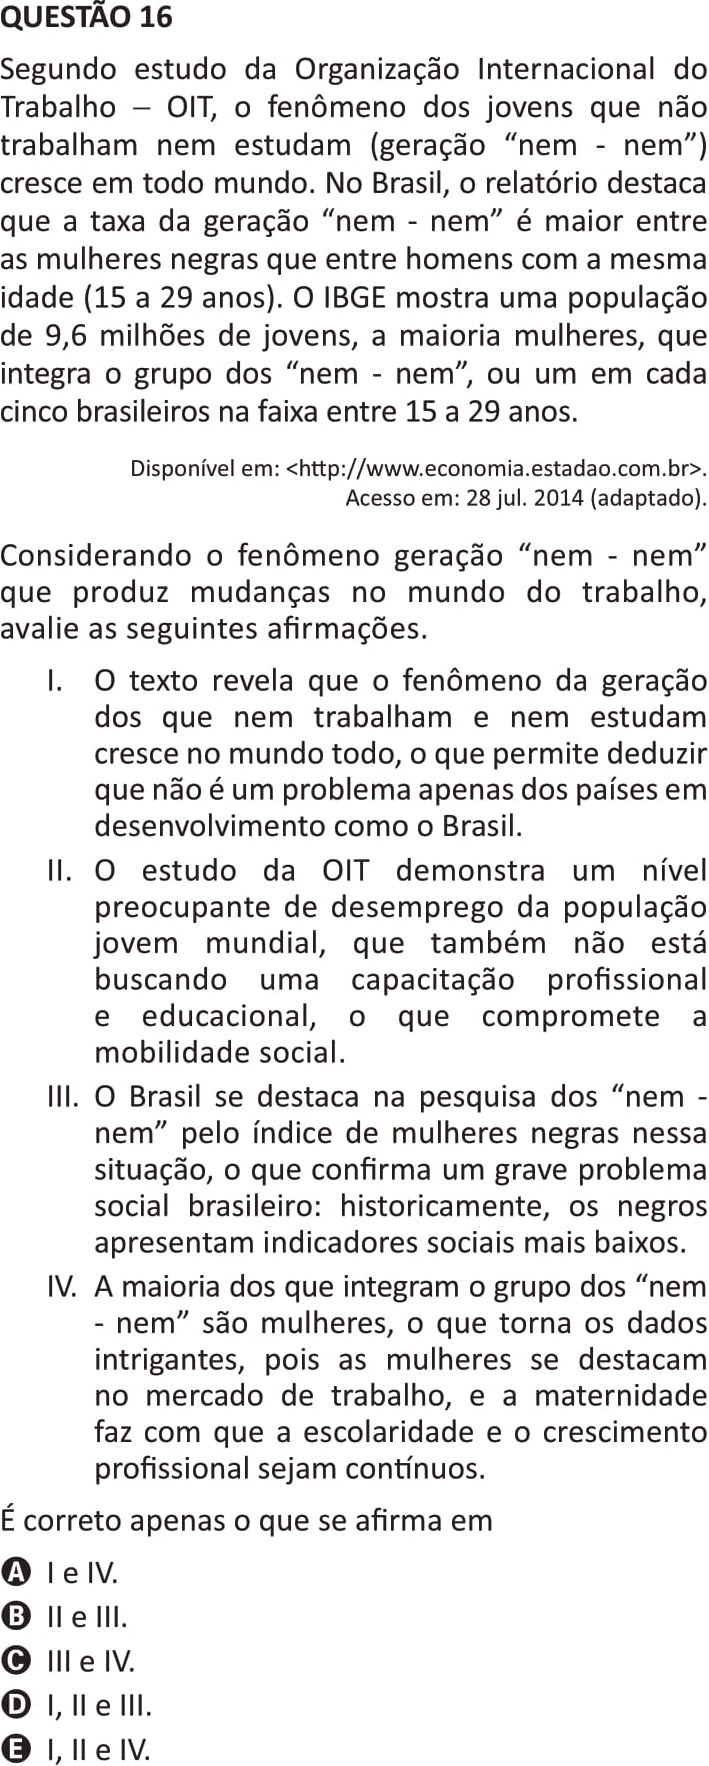 QUESTÃO 16
Segundo estudo da Organização Internacional do
Trabalho – OIT, o fenômeno dos jovens que não
trabalham nem estudam (geração “nem - nem”)
cresce em todo mundo. No Brasil, o relatório destaca
que a taxa da geração “nem - nem” é maior entre
as mulheres negras que entre homens com a mesma
idade (15 a 29 anos). O IBGE mostra uma população
de 9,6 milhões de jovens, a maioria mulheres, que
integra o grupo dos “nem - nem”, ou um em cada
cinco brasileiros na faixa entre 15 a 29 anos.
Disponível em: <http://www.economia.estadao.com.br>.
Acesso em: 28 jul. 2014 (adaptado).
Considerando o fenômeno geração “nem - nem”
que produz mudanças no mundo do trabalho,
avalie as seguintes afirmações.
I. O texto revela que o fenômeno da geração
dos que nem trabalham e nem estudam
cresce no mundo todo, o que permite deduzir
que não é um problema apenas dos países em
desenvolvimento como o Brasil.
II. O estudo da OIT demonstra um nível
preocupante de desemprego da população
jovem mundial, que também não está
buscando uma capacitação profissional
e educacional, o que compromete a
mobilidade social.
III. O Brasil se destaca na pesquisa dos “nem -
nem” pelo índice de mulheres negras nessa
situação, o que confirma um grave problema
social brasileiro: historicamente, os negros
apresentam indicadores sociais mais baixos.
IV. A maioria dos que integram o grupo dos “nem
- nem” são mulheres, o que torna os dados
intrigantes, pois as mulheres se destacam
no mercado de trabalho, e a maternidade
faz com que a escolaridade e o crescimento
profissional sejam contínuos.
É correto apenas o que se afirma em
A I e IV.
B II e III.
C III e IV.
D I, II e III.
E I, II e IV.